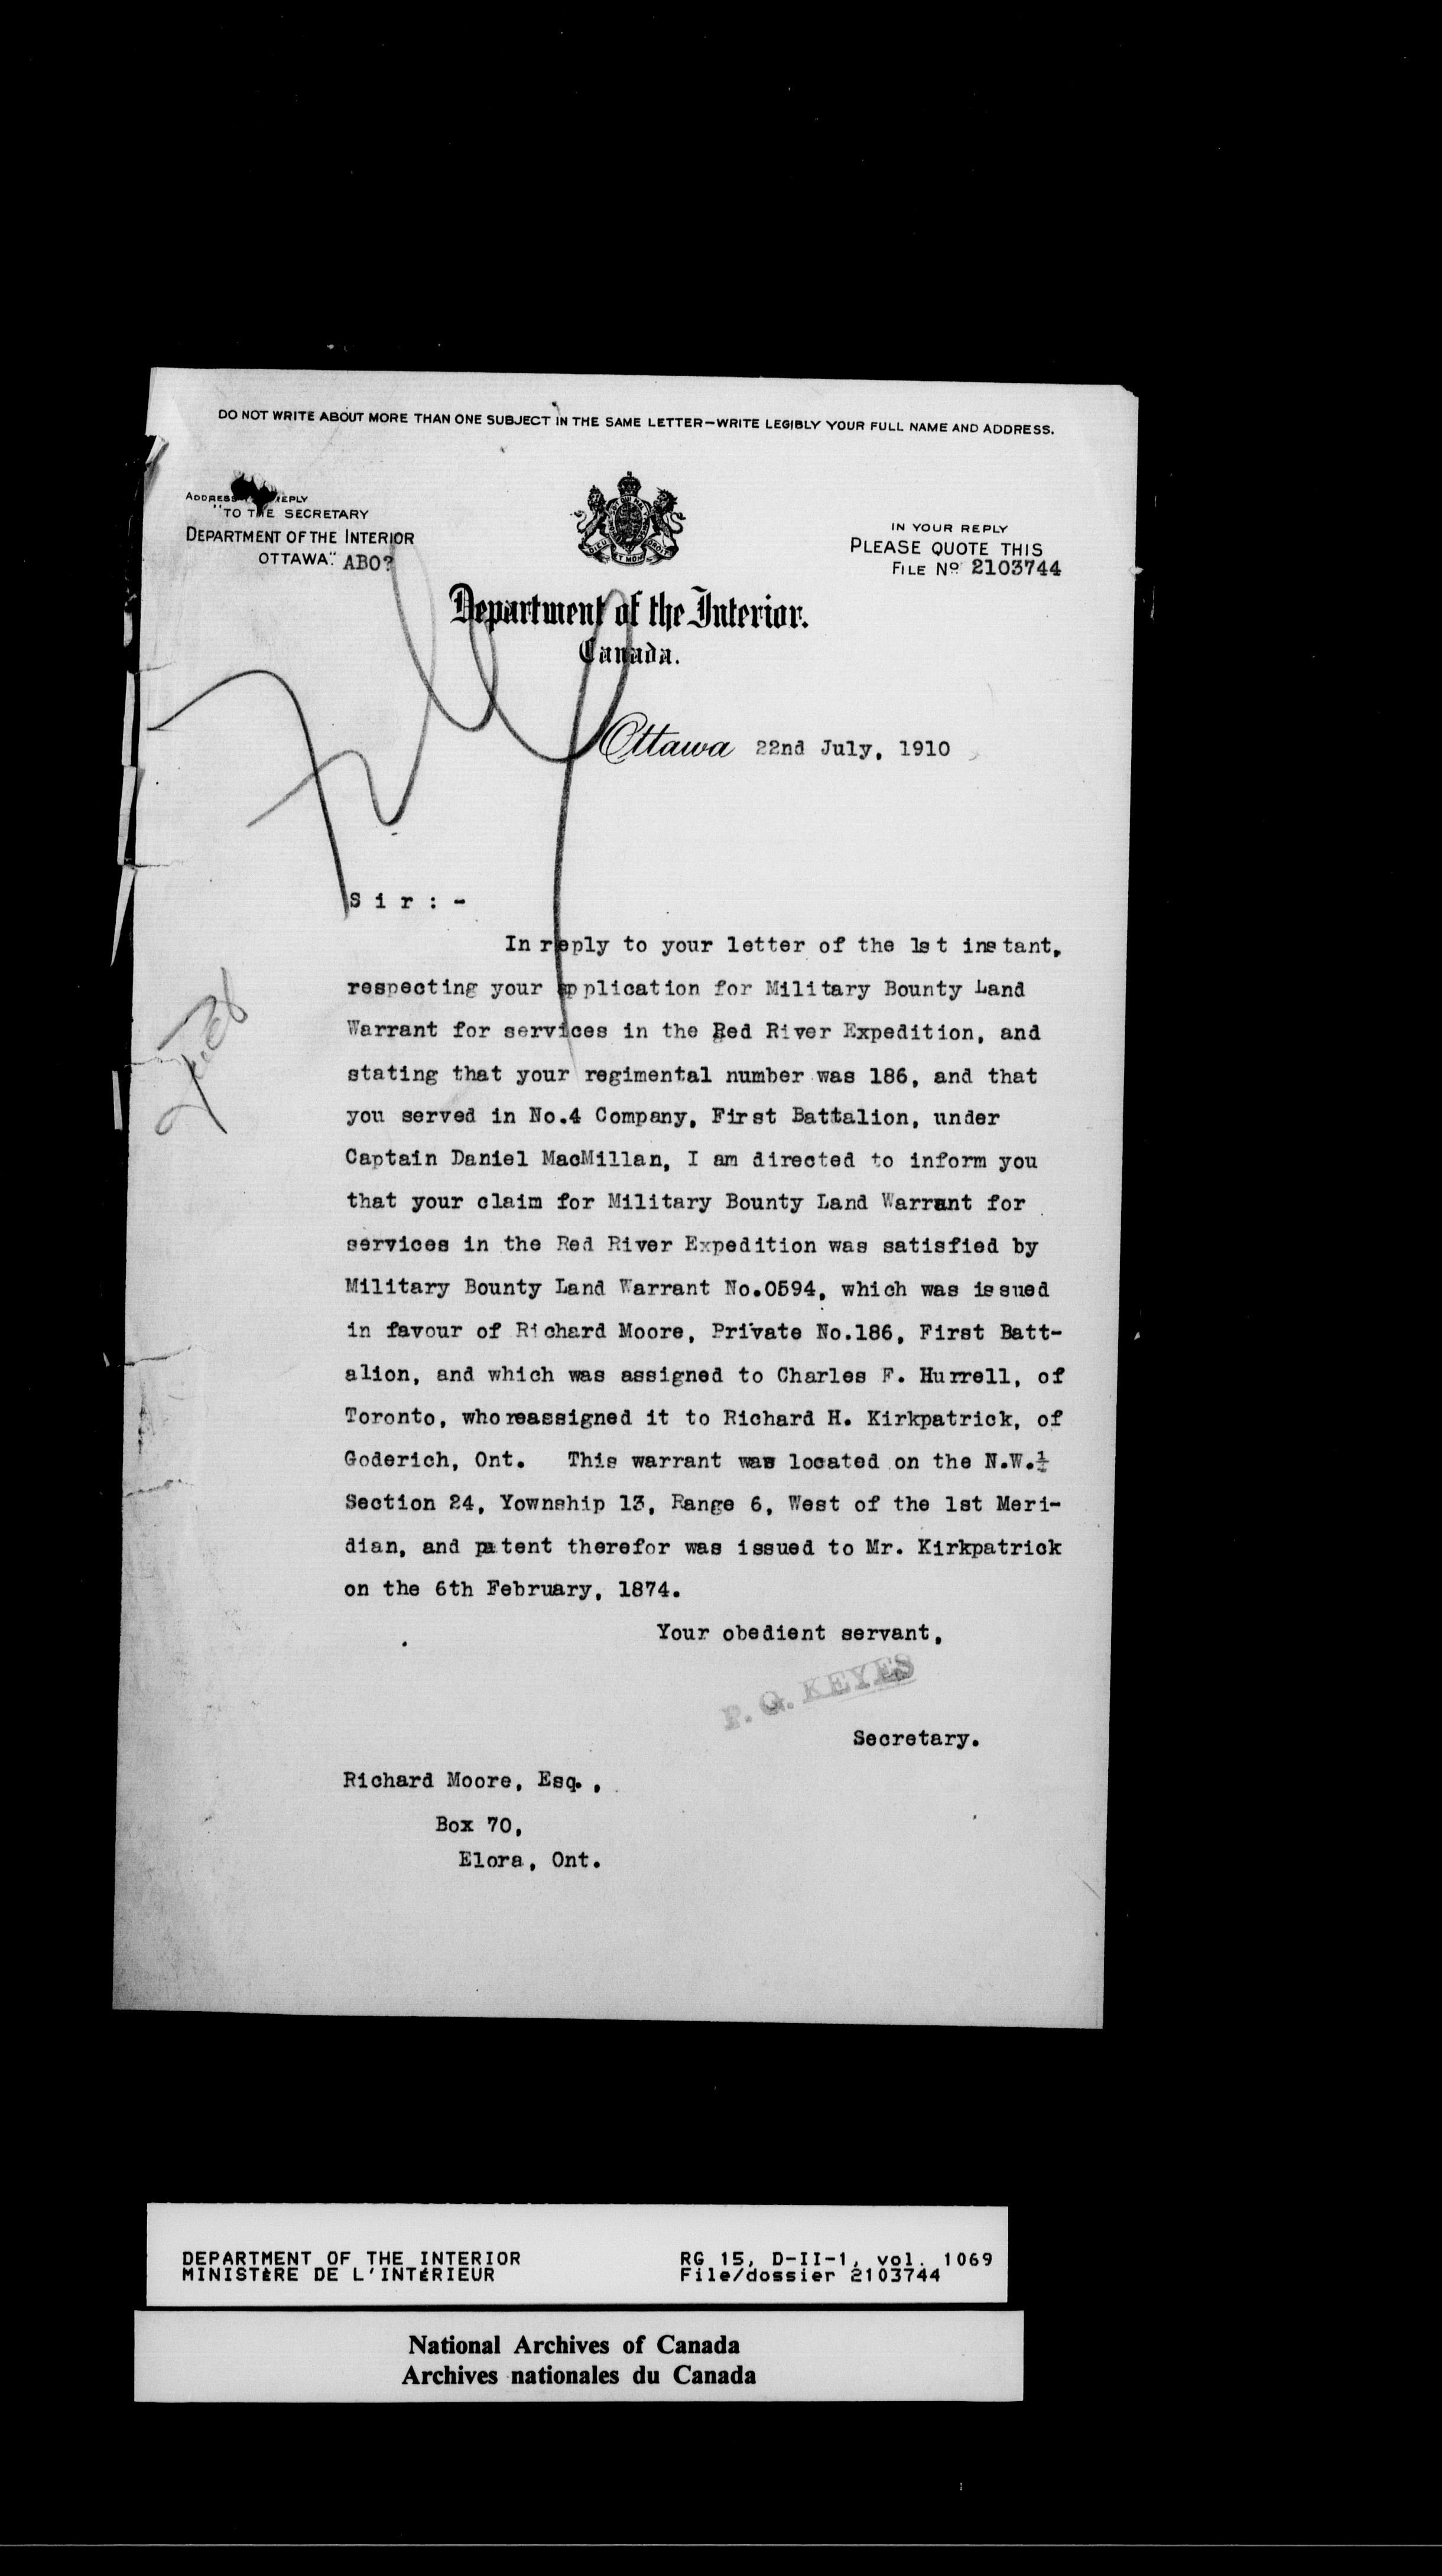 DO NOT WRITE ABOUT MORE THAN ONE SUBJECT IN THE SAME LETTER—WRITE LEGIBLY YOUR FULL NAME AND ADDRESS.
ADDRESS REPLY
"TO THE SECRETARY
DEPARTMENT OF THE INTERIOR
OTTAWA." ABO?
IN YOUR REPLY
PLEASE QUOTE THIS
FILE No 2103744
Department of the Interior.
Canada.
Ottawa 22nd July, 1910
Sir:-
In reply to your letter of the 1st instant,
respecting your application for Military Bounty Land
Warrant for services in the Red River Expedition, and
stating that your regimental number was 186, and that
you served in No.4 Company, First Battalion, under
Captain Daniel MacMillan, I am directed to inform you
that your claim for Military Bounty Land Warrant for
services in the Red River Expedition was satisfied by
Military Bounty Land Warrant No.0594, which was issued
in favour of Richard Moore, Private No.186, First Batt-
alion, and which was assigned to Charles F. Hurrell, of
Toronto, who reassigned it to Richard H. Kirkpatrick, of
Goderich, Ont. This warrant was located on the N.W.¼
Section 24, Yownship 13, Range 6, West of the 1st Meri-
dian, and patent therefor was issued to Mr. Kirkpatrick
on the 6th February, 1874.
Your obedient servant,
P. G. KEYES
Secretary.
Richard Moore, Esq.,
Box 70,
Elora, Ont.
DEPARTMENT OF THE INTERIOR
MINISTÈRE DE L'INTÉRIEUR
RG 15, D-II-1, vol. 1069
File/dossier 2103744
National Archives of Canada
Archives nationales du Canada